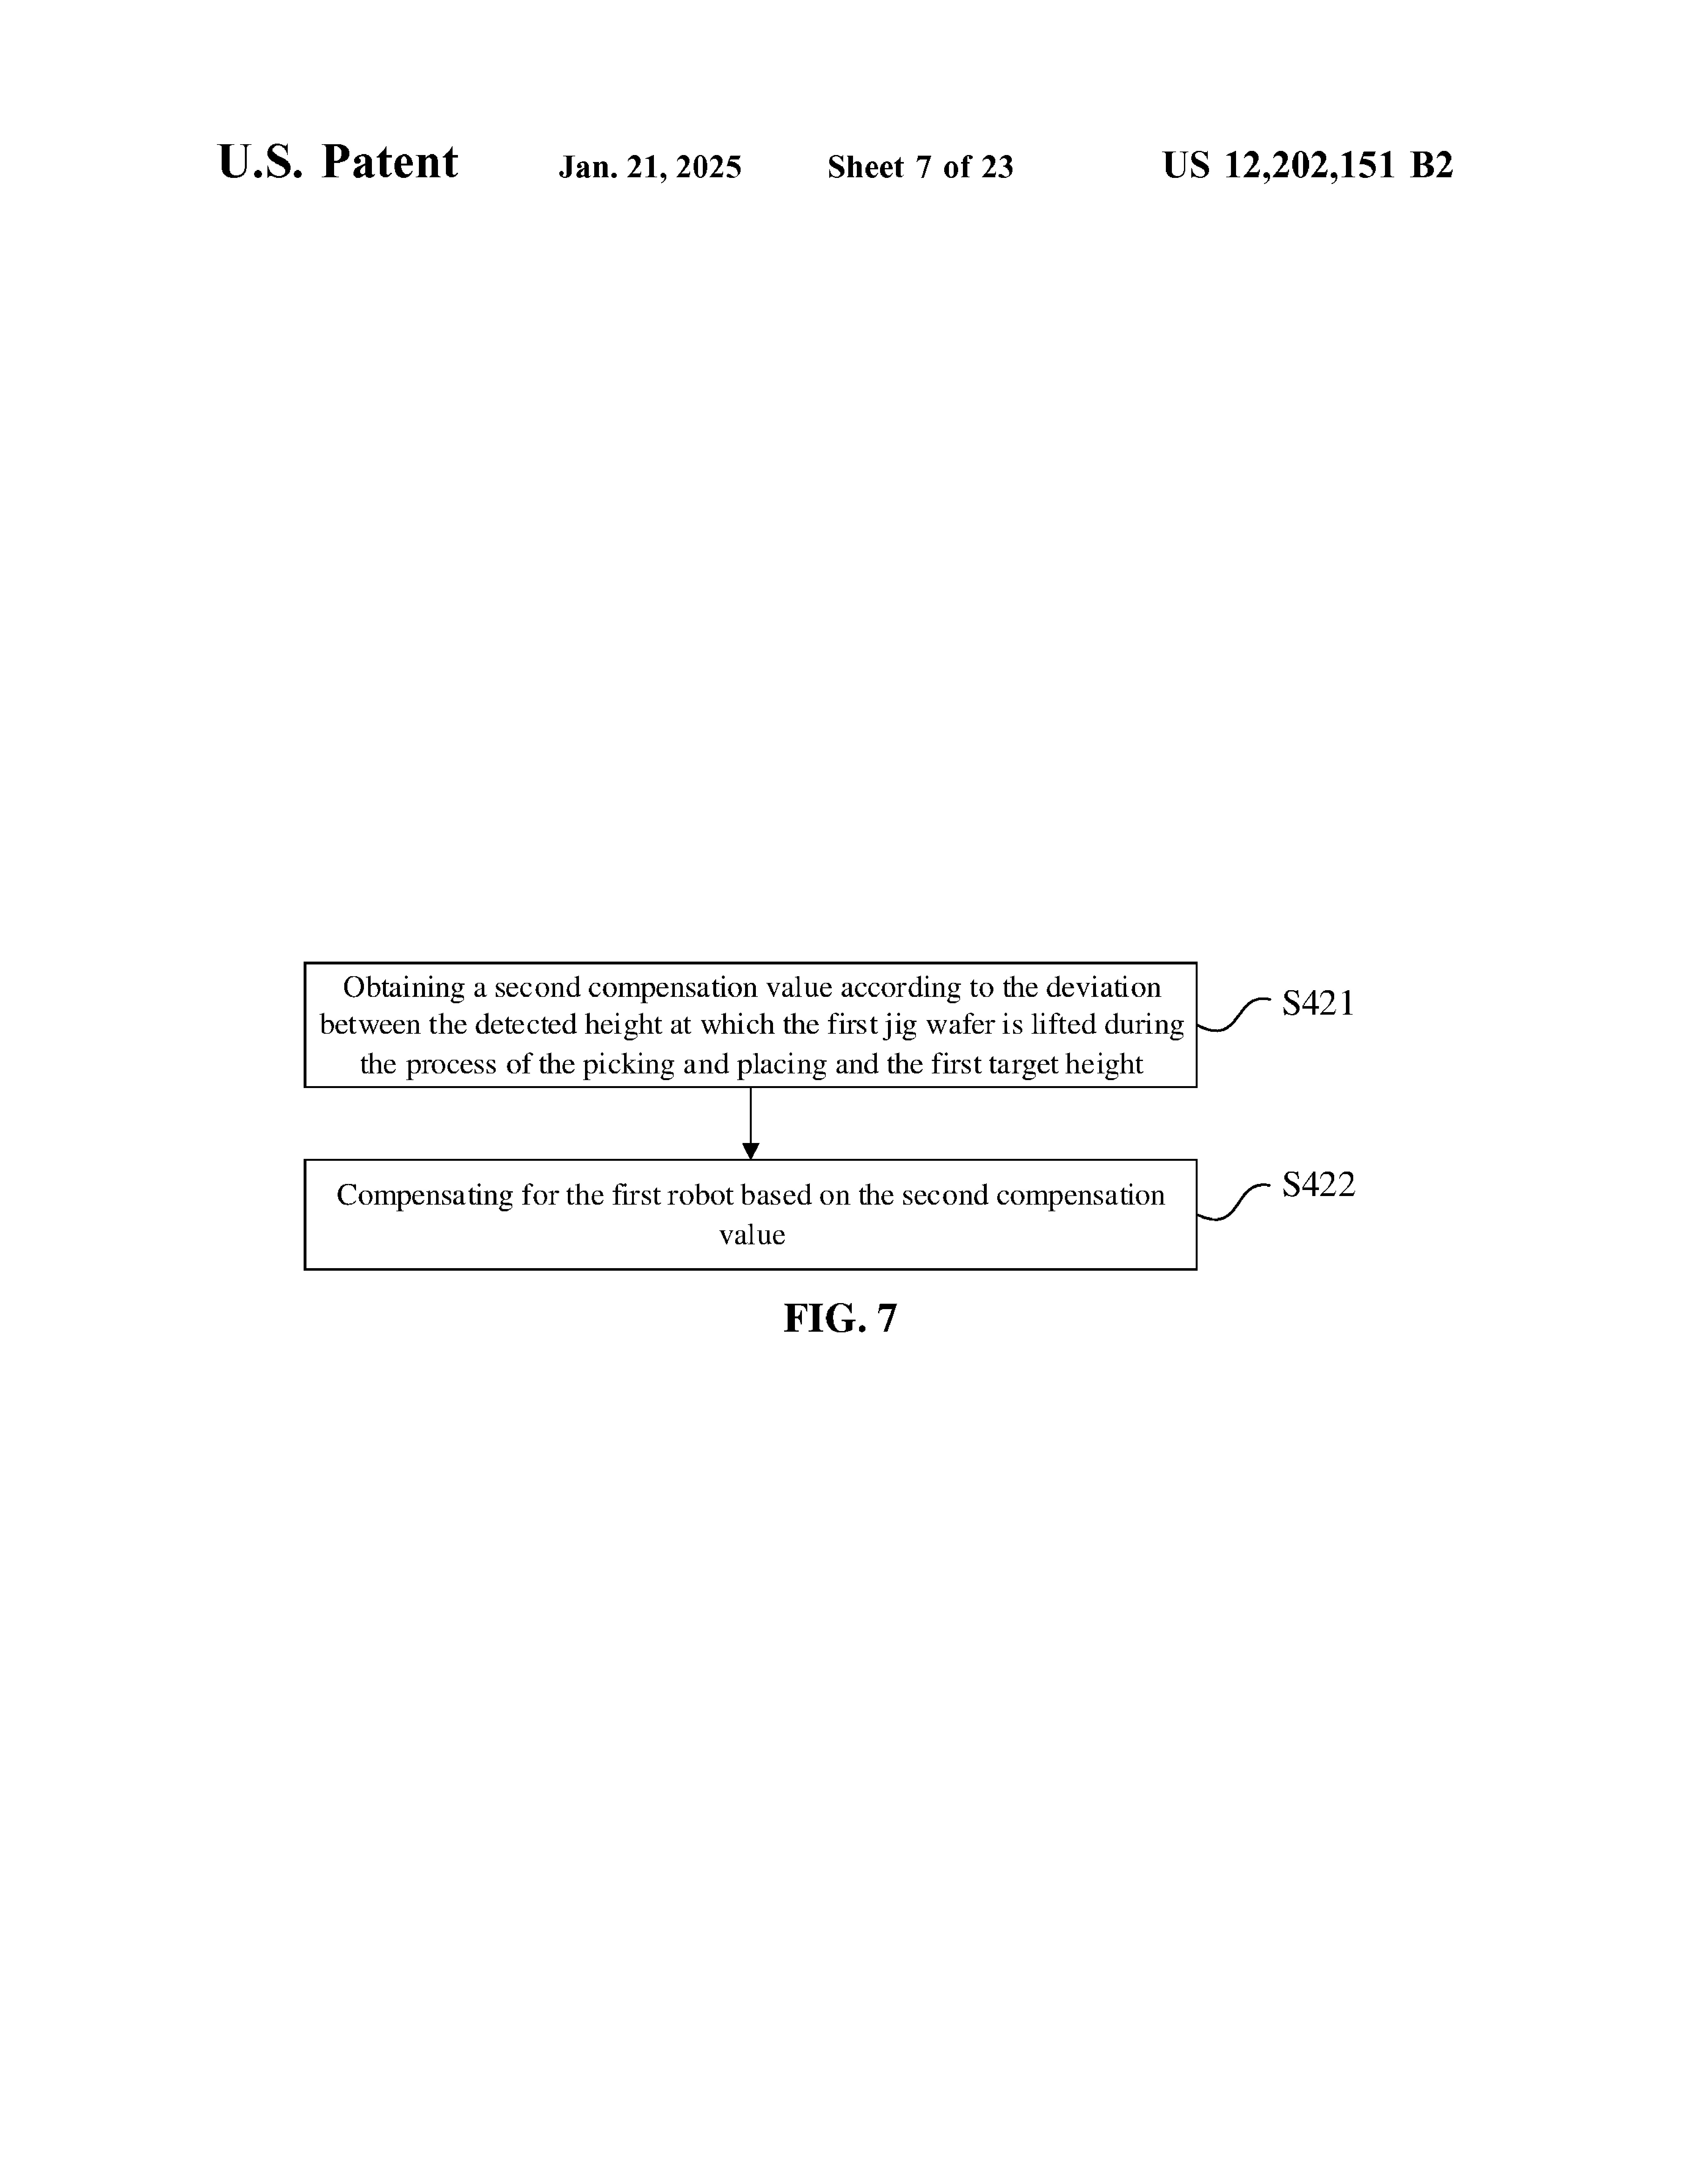 U.S. Patent Jan. 21, 2025 Sheet 7 of 23 US 12,202,151 B2
Obtaining a second compensation value according to the deviation
between the detected height at which the first jig wafer is lifted during
the process of the picking and placing and the first target height
S421
Compensating for the first robot based on the second compensation
value
S422
FIG. 7